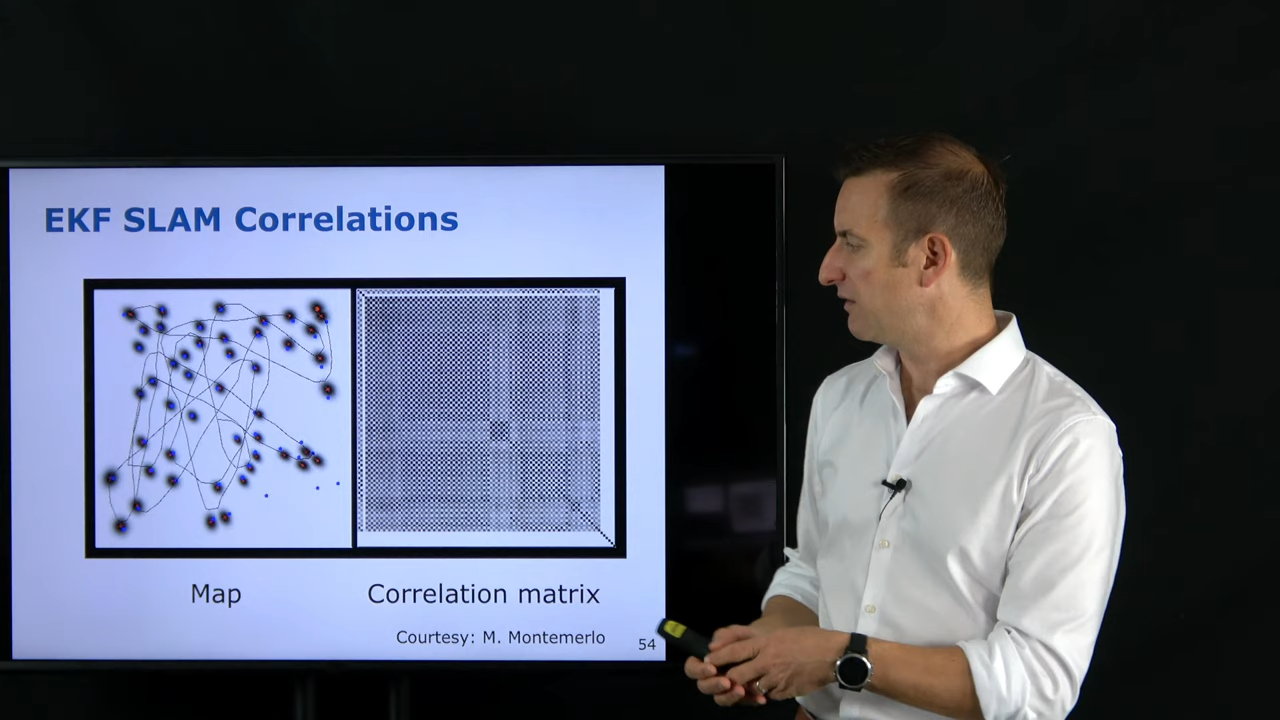 EKF SLAM Correlations
Map
Correlation matrix
Courtesy: M. Montemerlo
54